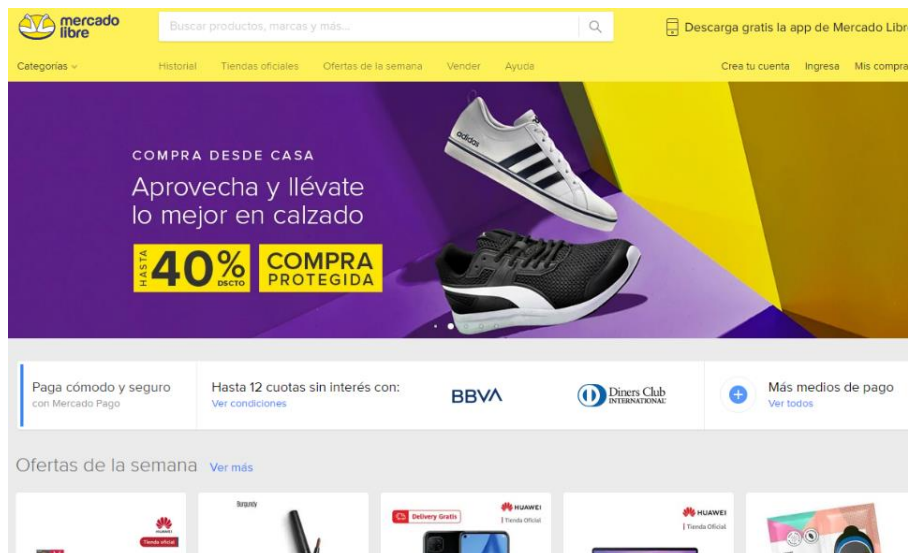 mercado
libre
Buscar productos, marcas y más...
Descarga gratis la app de Mercado Libr
Categorías
Historial
Tiendas oficiales
Ofertas de la semana
Vender
Ayuda
Crea tu cuenta
Ingresa
Mis compra
adidas
COMPRA DESDE CASA
Aprovecha y llévate
lo mejor en calzado
HASTA
40%
DSCTO
COMPRA
PROTEGIDA
Paga cómodo y seguro
con Mercado Pago
Hasta 12 cuotas sin interés con:
Ver condiciones
BBVA
Diners Club
INTERNATIONAL
Más medios de pago
Ver todos
Ofertas de la semana
Ver más
HUAWEI
Tienda oficial
Burgundy
Delivery Gratis
HUAWEI
Tienda Oficial
HUAWEI
Tienda Oficial